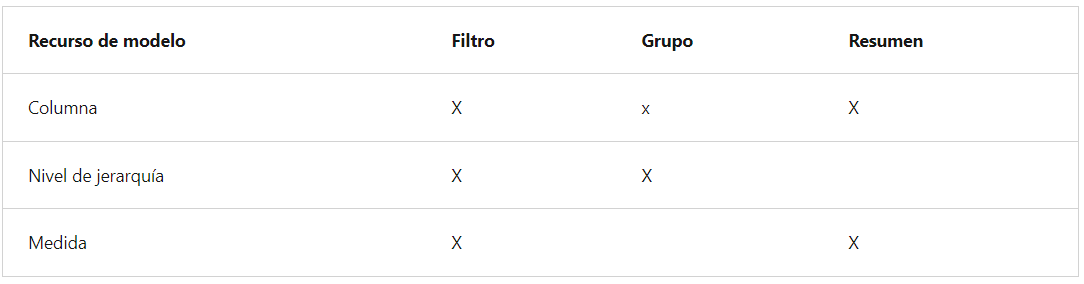 Recurso de modelo Filtro Grupo Resumen
Columna X x X
Nivel de jerarquía X X
Medida X X